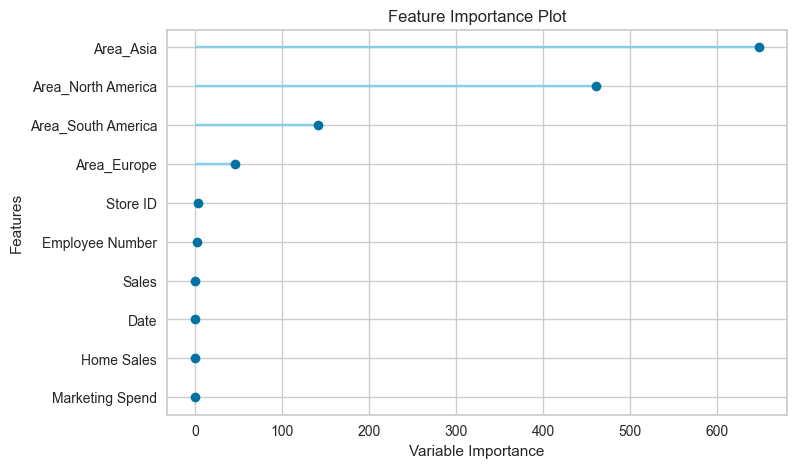 Feature Importance Plot
Features
Area_Asia
Area_North America
Area_South America
Area_Europe
Store ID
Employee Number
Sales
Date
Home Sales
Marketing Spend
0 100 200 300 400 500 600
Variable Importance